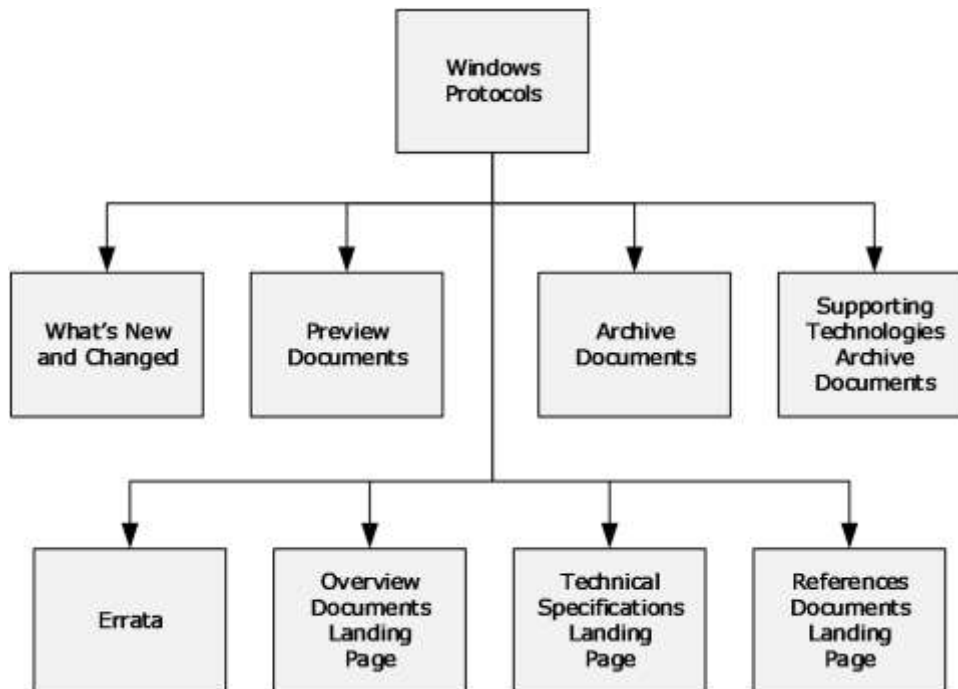 Windows
Protocols
What's New
and Changed
Preview
Documents
Archive
Documents
Supporting
Technologies
Archive
Documents
Errata
Overview
Documents
Landing
Page
Technical
Specifications
Landing
Page
References
Documents
Landing
Page